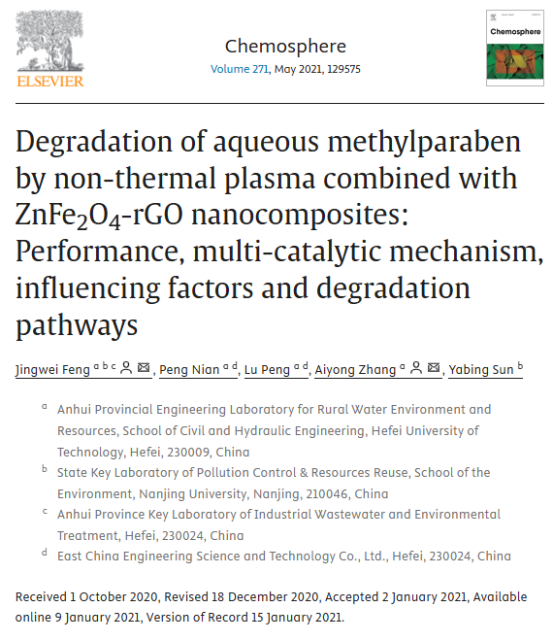 Chemosphere
Volume 271, May 2021, 129575
ELSEVIER
Chemosphere
Degradation of aqueous methylparaben
by non-thermal plasma combined with
ZnFe₂O₄-rGO nanocomposites:
Performance, multi-catalytic mechanism,
influencing factors and degradation
pathways
Jingwei Feng ᵃ ᵇ ᶜ, Peng Nian ᵃ ᵈ, Lu Peng ᵃ ᵈ, Aiyong Zhang ᵃ, Yabing Sun ᵇ
a Anhui Provincial Engineering Laboratory for Rural Water Environment and
Resources, School of Civil and Hydraulic Engineering, Hefei University of
Technology, Hefei, 230009, China
b State Key Laboratory of Pollution Control & Resources Reuse, School of the
Environment, Nanjing University, Nanjing, 210046, China
c Anhui Province Key Laboratory of Industrial Wastewater and Environmental
Treatment, Hefei, 230024, China
d East China Engineering Science and Technology Co., Ltd., Hefei, 230024, China
Received 1 October 2020, Revised 18 December 2020, Accepted 2 January 2021, Available
online 9 January 2021, Version of Record 15 January 2021.